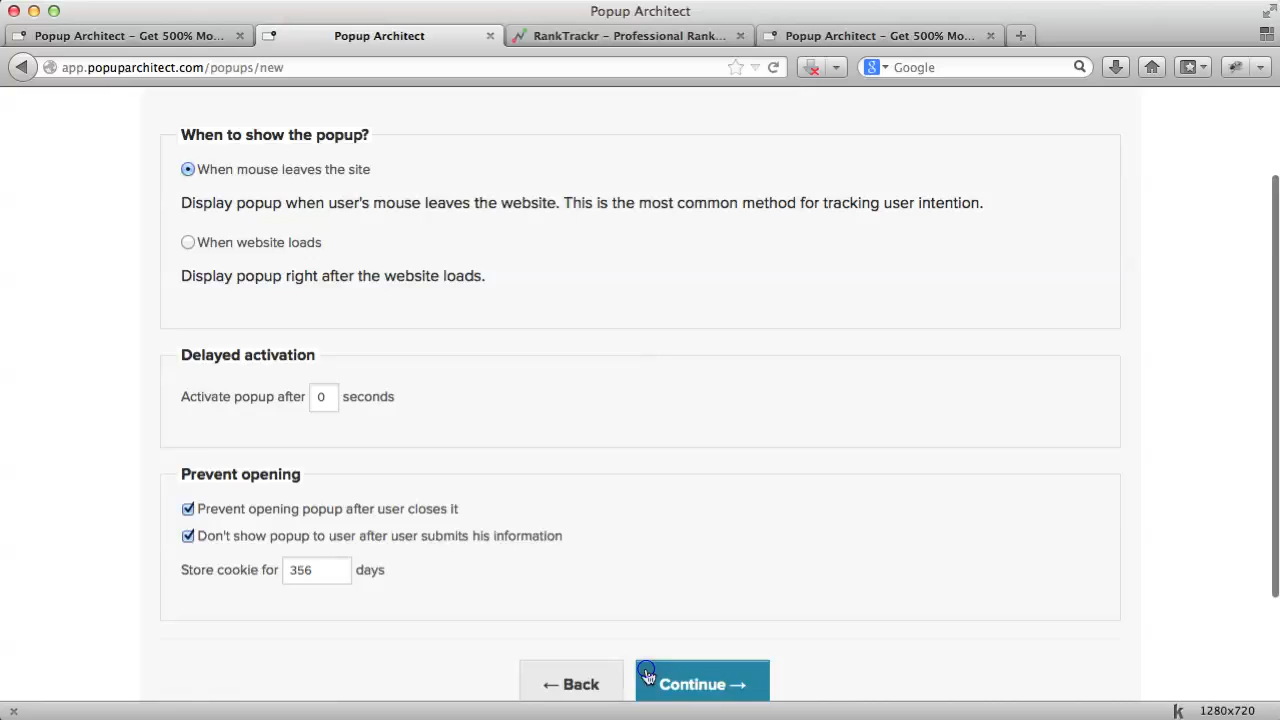 Popup Architect
Popup Architect – Get 500% Mo...
Popup Architect
RankTrackr – Professional Rank...
Popup Architect – Get 500% Mo...
app.popuparchitect.com/popups/new
Google
When to show the popup?
When mouse leaves the site
Display popup when user's mouse leaves the website. This is the most common method for tracking user intention.
When website loads
Display popup right after the website loads.
Delayed activation
Activate popup after 0 seconds
Prevent opening
Prevent opening popup after user closes it
Don't show popup to user after user submits his information
Store cookie for 356 days
← Back
Continue →
1280x720